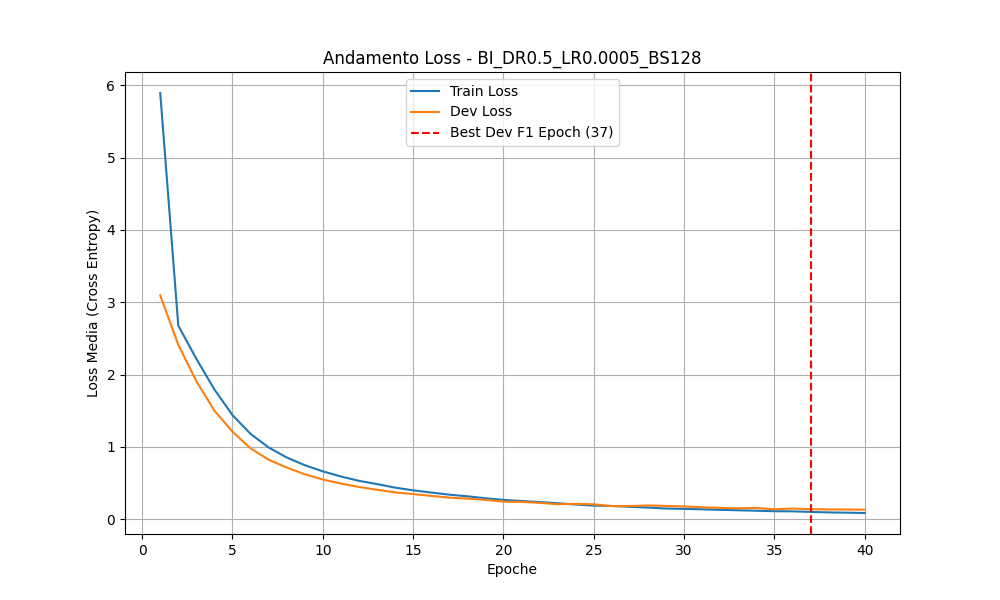 Andamento Loss - BI_DR0.5_LR0.0005_BS128
Train Loss
Dev Loss
Best Dev F1 Epoch (37)
Loss Media (Cross Entropy)
6
5
4
3
2
1
0
0 5 10 15 20 25 30 35 40
Epoche